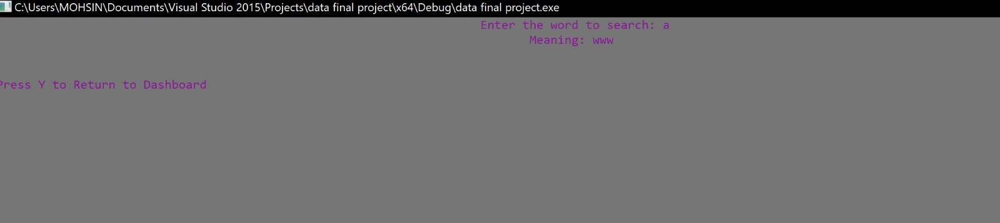 C:\Users\MOHSIN\Documents\Visual Studio 2015\Projects\data final project\x64\Debug\data final project.exe
Enter the word to search: a
Meaning: www
Press Y to Return to Dashboard